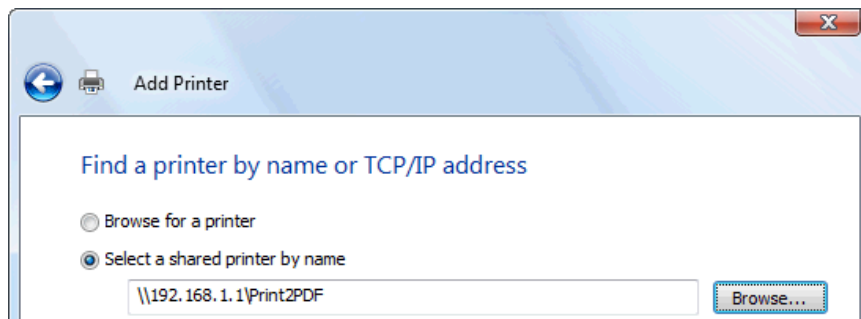 Add Printer
Find a printer by name or TCP/IP address
Browse for a printer
Select a shared printer by name
\\192.168.1.1\Print2PDF
Browse...